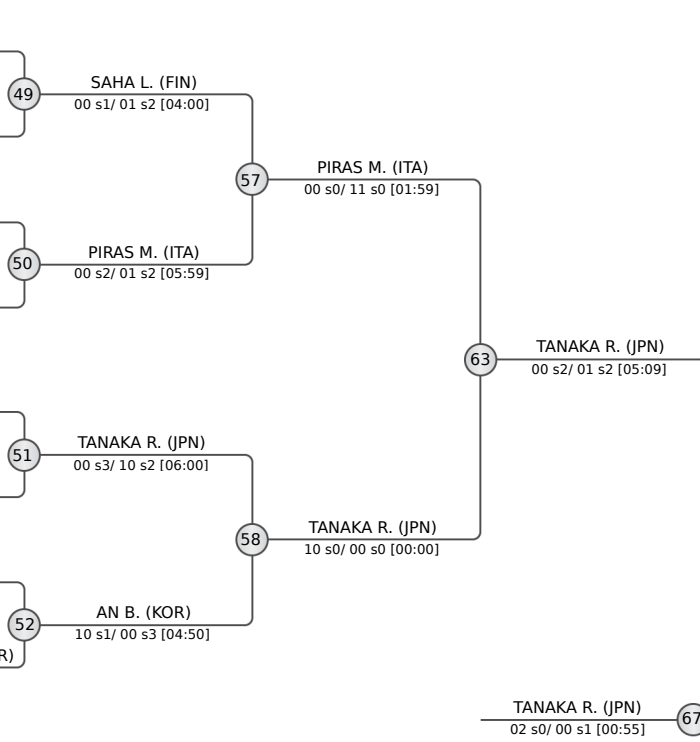 SAHA L. (FIN)
49
00 s1/ 01 s2 [04:00]
PIRAS M. (ITA)
57
00 s0/ 11 s0 [01:59]
PIRAS M. (ITA)
50
00 s2/ 01 s2 [05:59]
TANAKA R. (JPN)
63
00 s2/ 01 s2 [05:09]
TANAKA R. (JPN)
51
00 s3/ 10 s2 [06:00]
TANAKA R. (JPN)
58
10 s0/ 00 s0 [00:00]
AN B. (KOR)
52
10 s1/ 00 s3 [04:50]
R)
TANAKA R. (JPN)
67
02 s0/ 00 s1 [00:55]